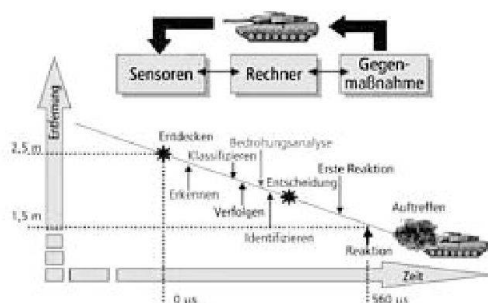 Sensoren
Rechner
Gegen-
maßnahme
Entfernung
2,5 m
Entdecken
Klassifizieren
Bedrohungsanalyse
Erste Reaktion
Erkennen
Entscheidung
Verfolgen
Auftreffen
1,5 m
Identifizieren
Reaktion
Zeit
0 µs
560 µs